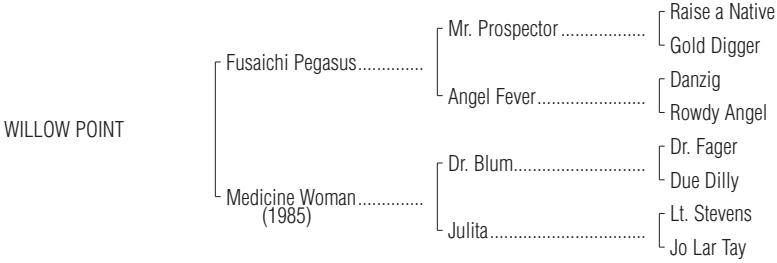 Raise a Native
Mr. Prospector
Gold Digger
Fusaichi Pegasus
Danzig
Angel Fever
Rowdy Angel
WILLOW POINT
Dr. Fager
Dr. Blum
Due Dilly
Medicine Woman
(1985)
Lt. Stevens
Julita
Jo Lar Tay